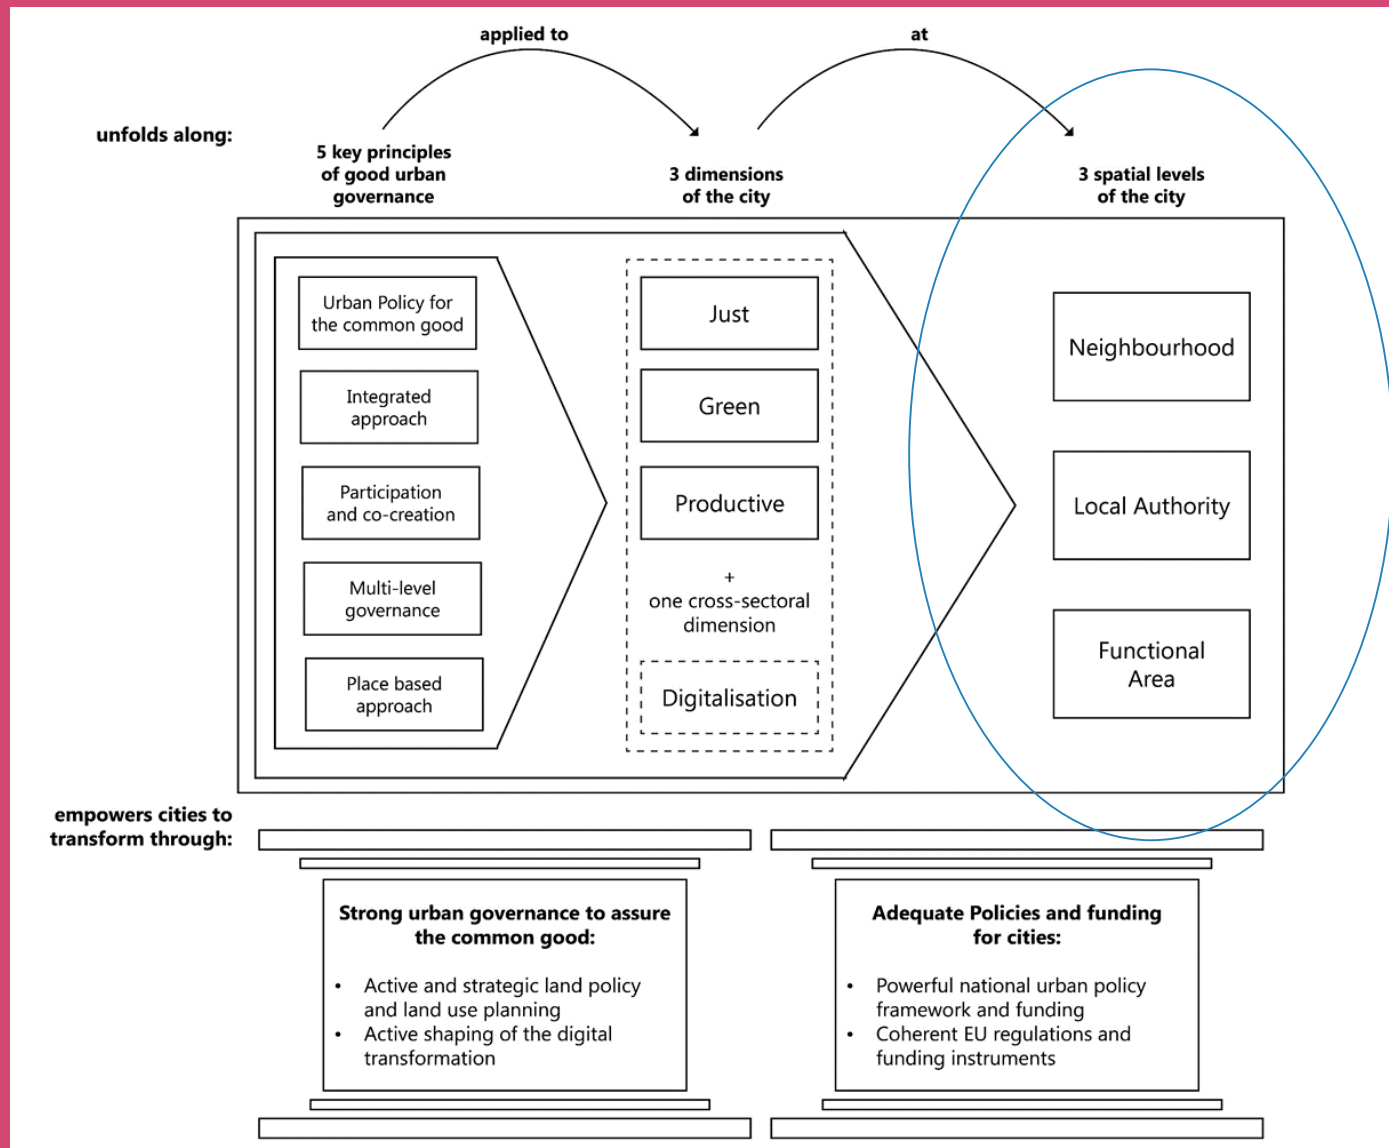 applied to
at
unfolds along:
5 key principles
of good urban
governance
3 dimensions
of the city
3 spatial levels
of the city
Urban Policy for
the common good
Integrated
approach
Participation
and co-creation
Multi-level
governance
Place based
approach
Just
Green
Productive
+
one cross-sectoral
dimension
Digitalisation
Neighbourhood
Local Authority
Functional
Area
empowers cities to
transform through:
Strong urban governance to assure
the common good:
• Active and strategic land policy
and land use planning
• Active shaping of the digital
transformation
Adequate Policies and funding
for cities:
• Powerful national urban policy
framework and funding
• Coherent EU regulations and
funding instruments